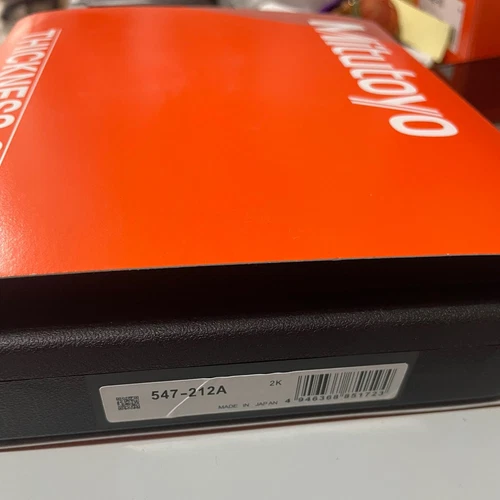 Mitutoyo
THICKNESS
547-212A
2K
MADE IN JAPAN
4 946368 851723